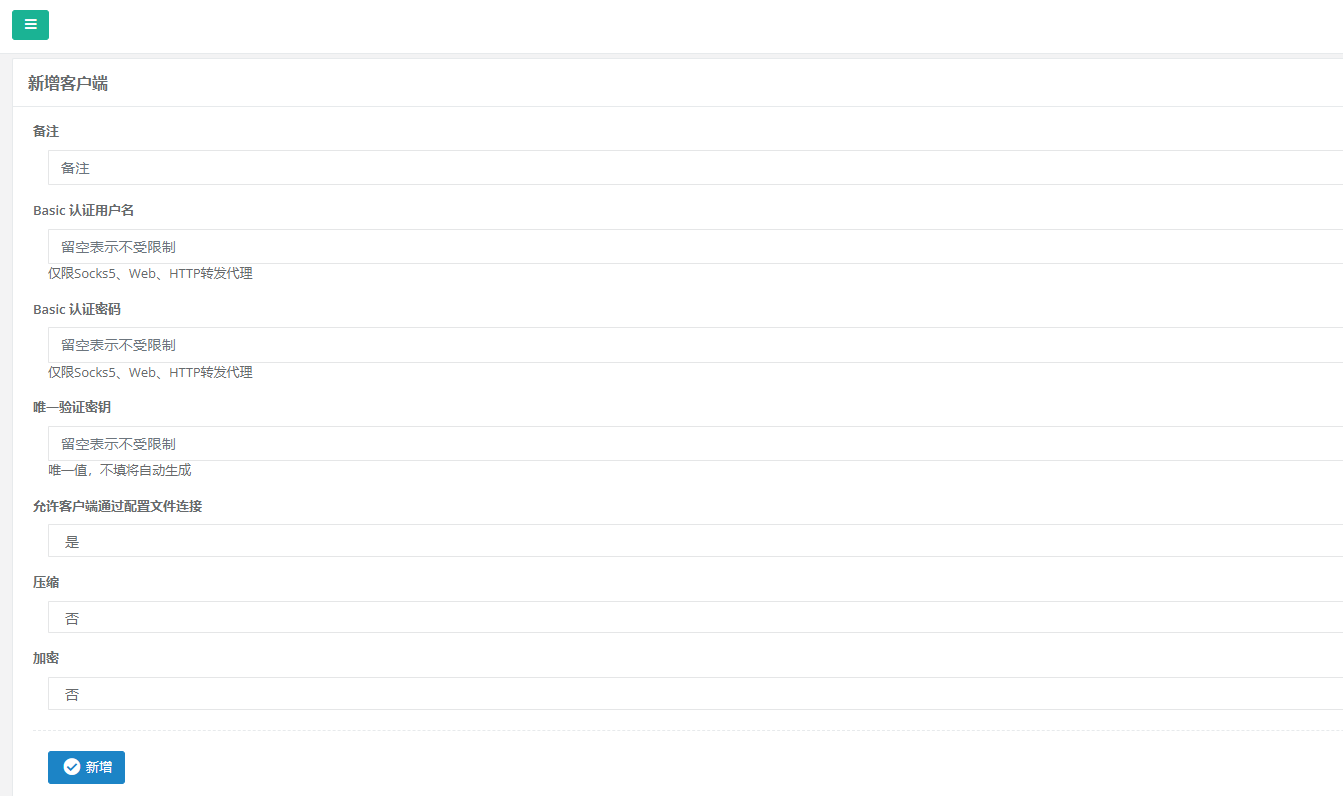 新增客户端
备注
备注
Basic 认证用户名
留空表示不受限制
仅限Socks5、Web、HTTP转发代理
Basic 认证密码
留空表示不受限制
仅限Socks5、Web、HTTP转发代理
唯一验证密钥
留空表示不受限制
唯一值，不填将自动生成
允许客户端通过配置文件连接
是
压缩
否
加密
否
新增